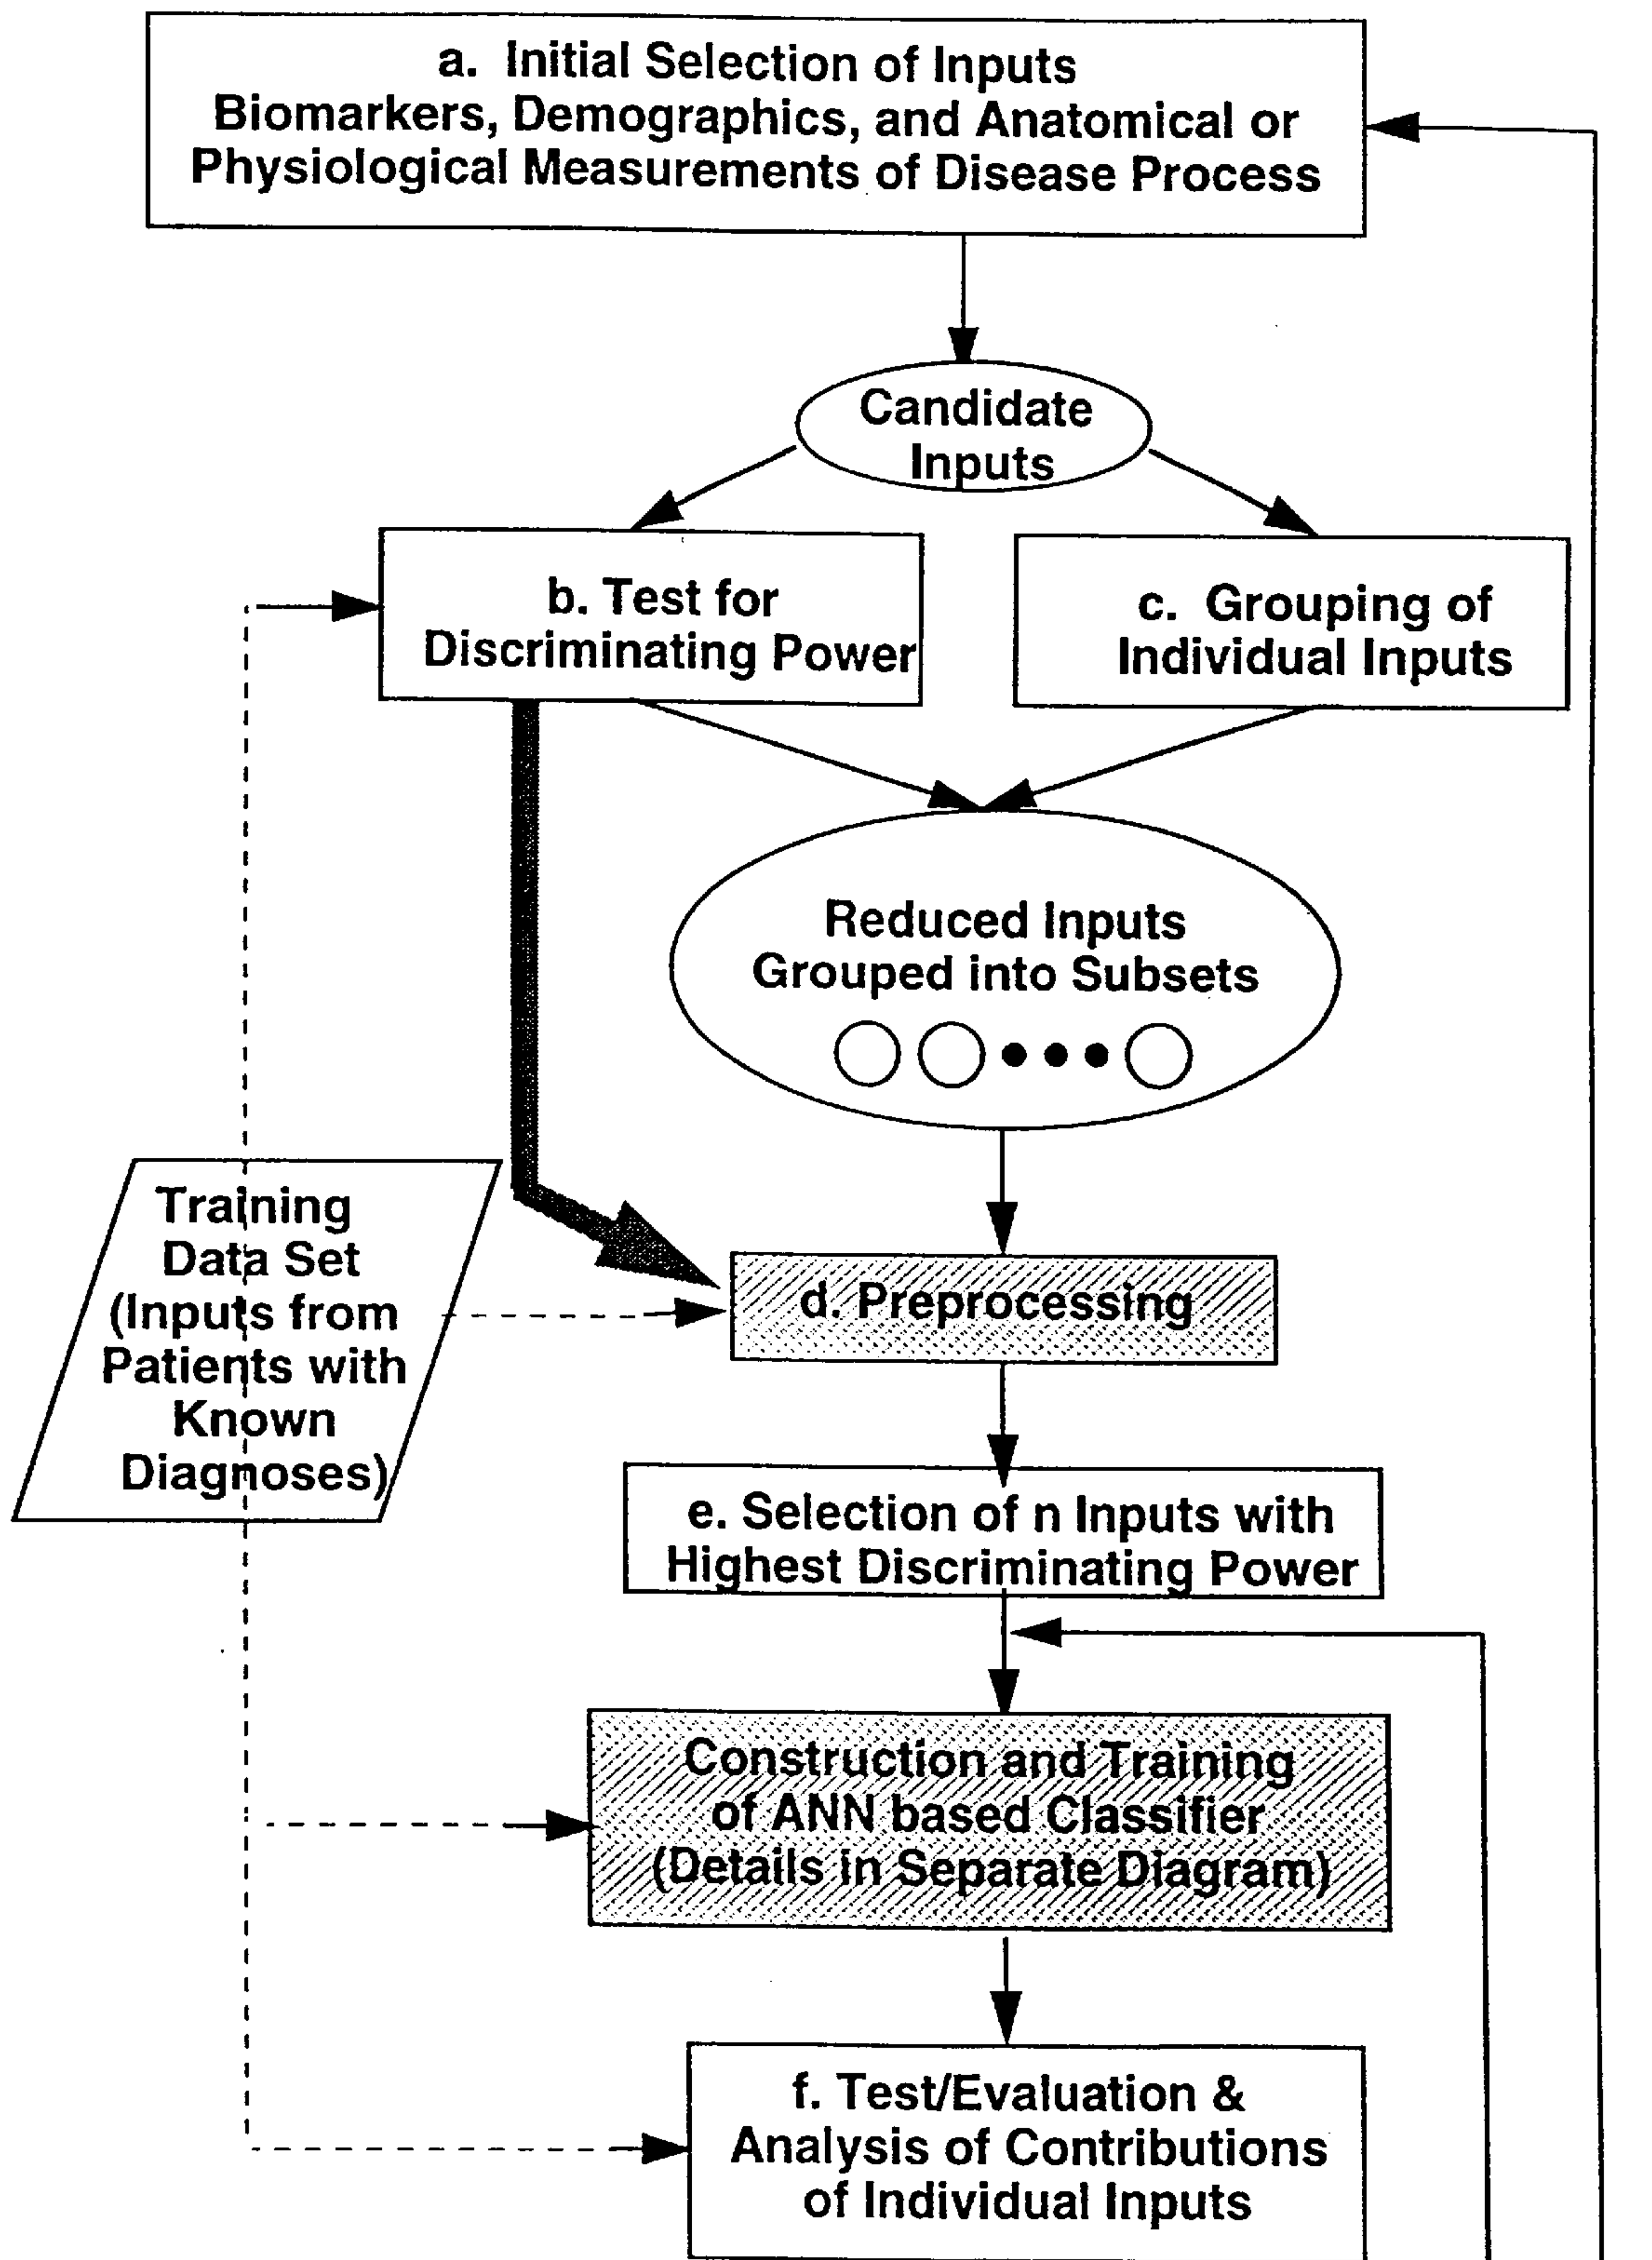 a. Initial Selection of Inputs
Biomarkers, Demographics, and Anatomical or
Physiological Measurements of Disease Process
Candidate
Inputs
b. Test for
Discriminating Power
c. Grouping of
Individual Inputs
Reduced Inputs
Grouped into Subsets
Training
Data Set
(Inputs from
Patients with
Known
Diagnoses)
d. Preprocessing
e. Selection of n Inputs with
Highest Discriminating Power
Construction and Training
of ANN based Classifier
(Details in Separate Diagram)
f. Test/Evaluation &
Analysis of Contributions
of Individual Inputs